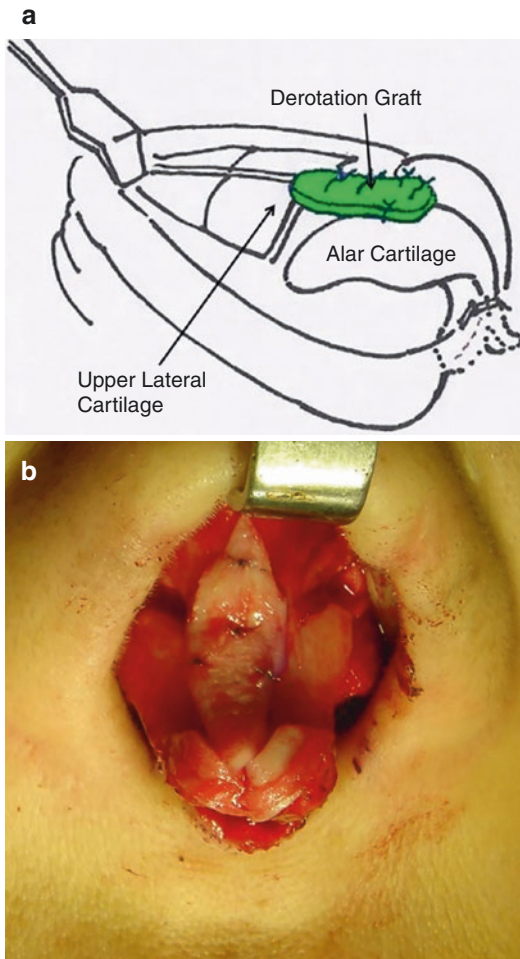 a
Derotation Graft
Alar Cartilage
Upper Lateral
Cartilage
b